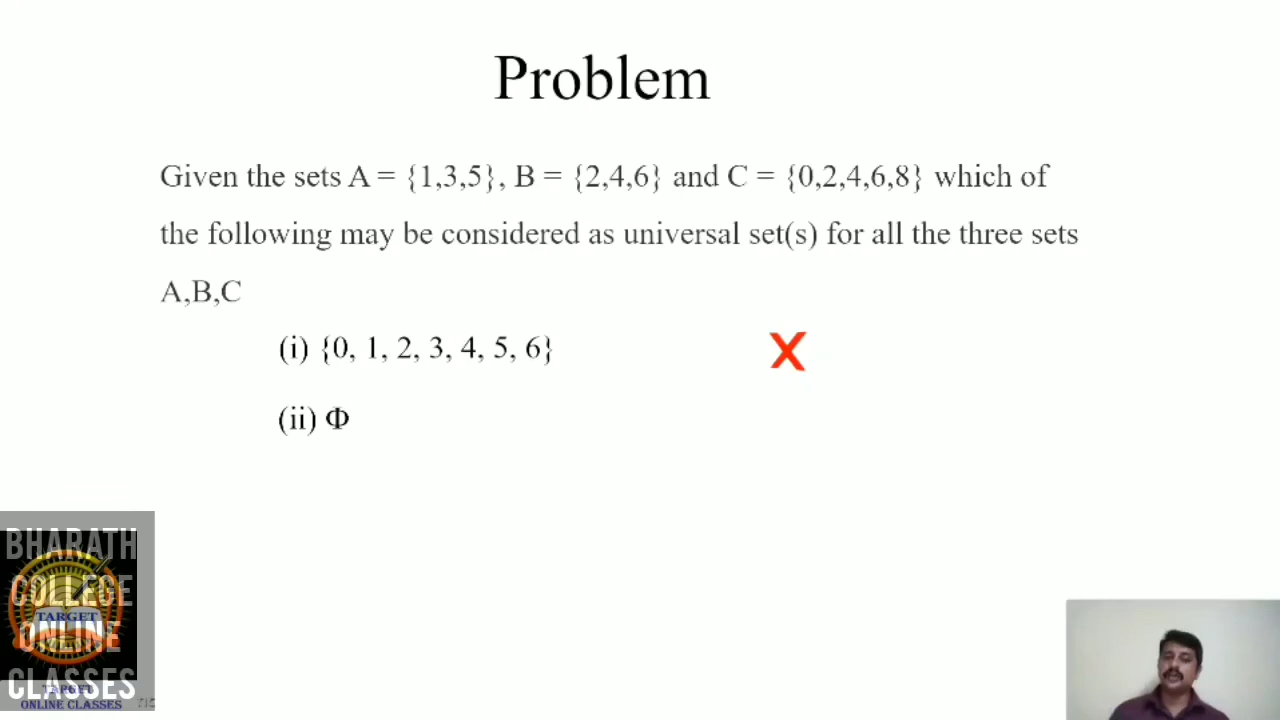 Problem
Given the sets A = {1,3,5}, B = {2,4,6} and C = {0,2,4,6,8} which of
the following may be considered as universal set(s) for all the three sets
A,B,C
(i) {0, 1, 2, 3, 4, 5, 6}
X
(ii) Φ
BHARATH
COLLEGE
TARGET
ONLINE
CLASSES
TARGET
ONLINE CLASSES